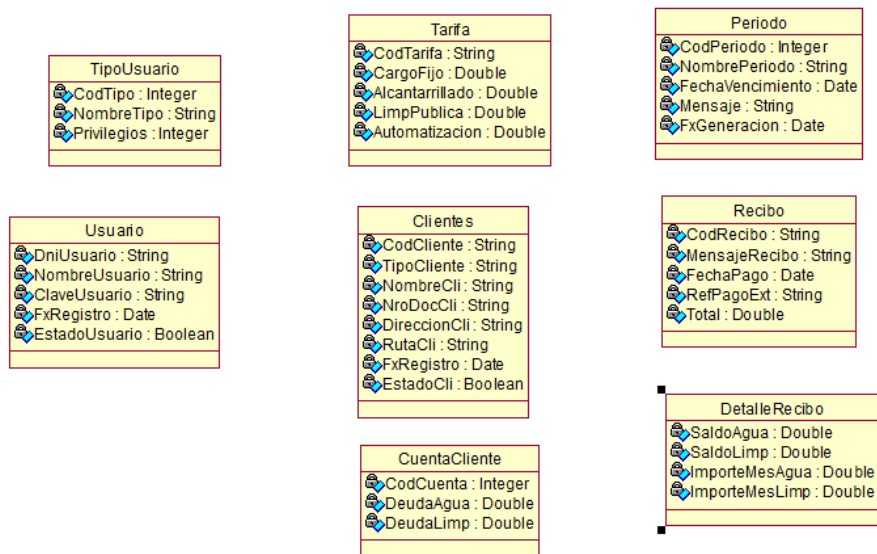 TipoUsuario
CodTipo : Integer
NombreTipo : String
Privilegios : Integer
Tarifa
CodTarifa : String
CargoFijo : Double
Alcantarrillado : Double
LimpPublica : Double
Automatizacion : Double
Periodo
CodPeriodo : Integer
NombrePeriodo : String
FechaVencimiento : Date
Mensaje : String
FxGeneracion : Date
Usuario
DniUsuario : String
NombreUsuario : String
ClaveUsuario : String
FxRegistro : Date
EstadoUsuario : Boolean
Clientes
CodCliente : String
TipoCliente : String
NombreCli : String
NroDocCli : String
DireccionCli : String
RutaCli : String
FxRegistro : Date
EstadoCli : Boolean
Recibo
CodRecibo : String
MensajeRecibo : String
FechaPago : Date
RefPagoExt : String
Total : Double
CuentaCliente
CodCuenta : Integer
DeudaAgua : Double
DeudaLimp : Double
DetalleRecibo
SaldoAgua : Double
SaldoLimp : Double
ImporteMesAgua : Double
ImporteMesLimp : Double